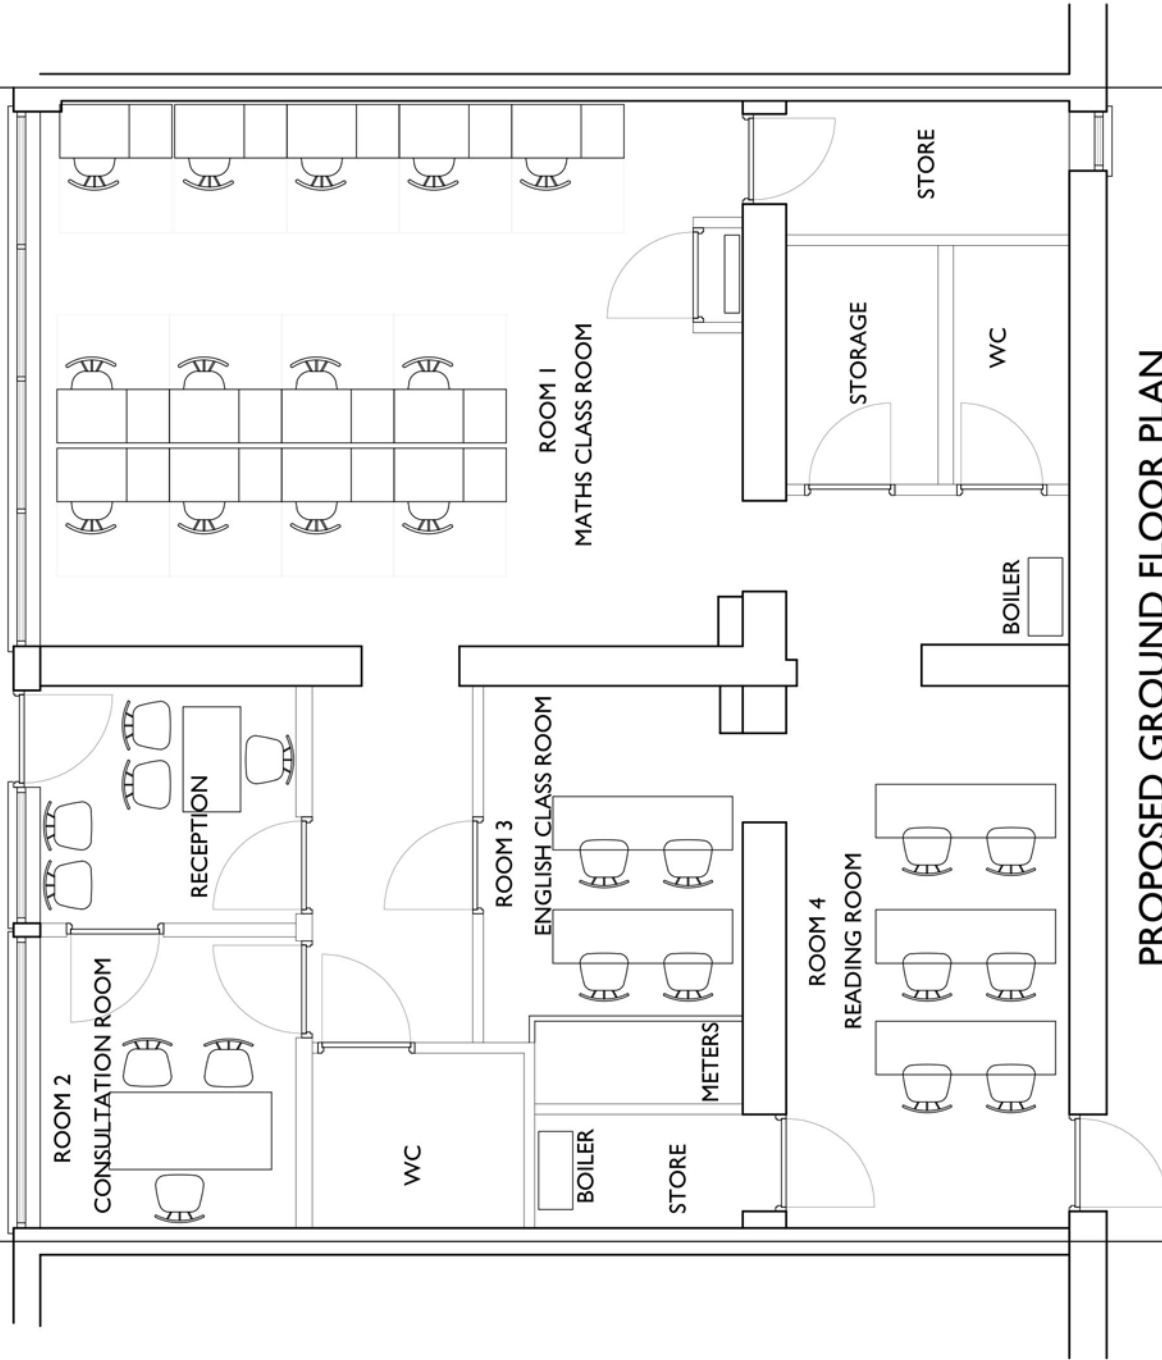 ROOM 2
CONSULTATION ROOM
RECEPTION
WC
ROOM 3
ENGLISH CLASS ROOM
ROOM 1
MATHS CLASS ROOM
BOILER
STORE
METERS
ROOM 4
READING ROOM
STORAGE
STORE
WC
BOILER
PROPOSED GROUND FLOOR PLAN